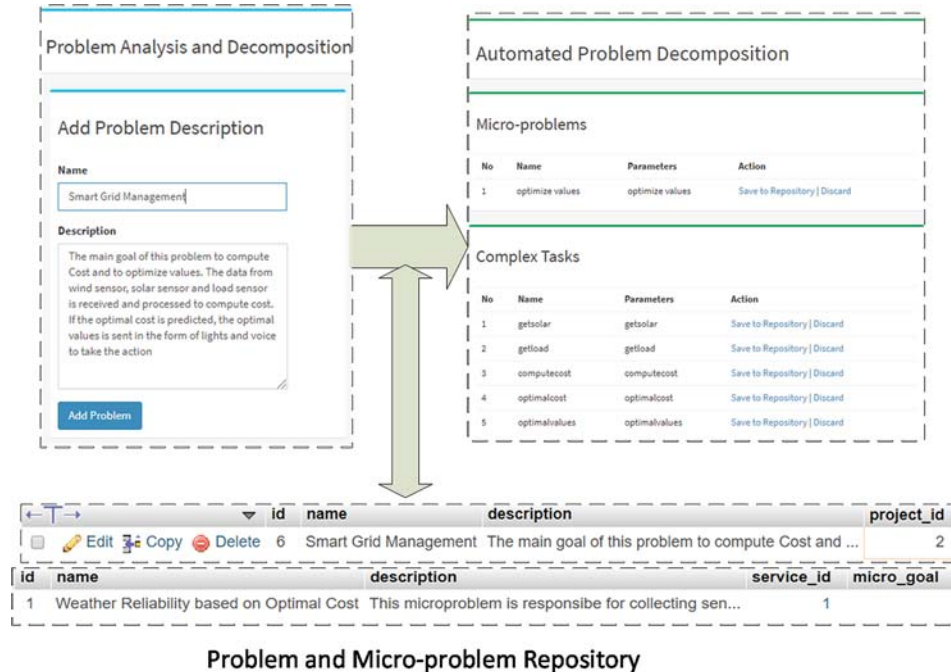 Problem Analysis and Decomposition
Add Problem Description
Name
Smart Grid Management
Description
The main goal of this problem to compute
Cost and to optimize values. The data from
wind sensor, solar sensor and load sensor
is received and processed to compute cost.
If the optimal cost is predicted, the optimal
values is sent in the form of lights and voice
to take the action
Add Problem
Automated Problem Decomposition
Micro-problems
No Name Parameters Action
1 optimize values optimize values Save to Repository | Discard
Complex Tasks
No Name Parameters Action
1 getsolar getsolar Save to Repository | Discard
2 getload getload Save to Repository | Discard
3 computecost computecost Save to Repository | Discard
4 optimalcost optimalcost Save to Repository | Discard
5 optimalvalues optimalvalues Save to Repository | Discard
id name description project_id
Edit Copy Delete 6 Smart Grid Management The main goal of this problem to compute Cost and ... 2
id name description service_id micro_goal
1 Weather Reliability based on Optimal Cost This microproblem is responsibe for collecting sen... 1
Problem and Micro-problem Repository